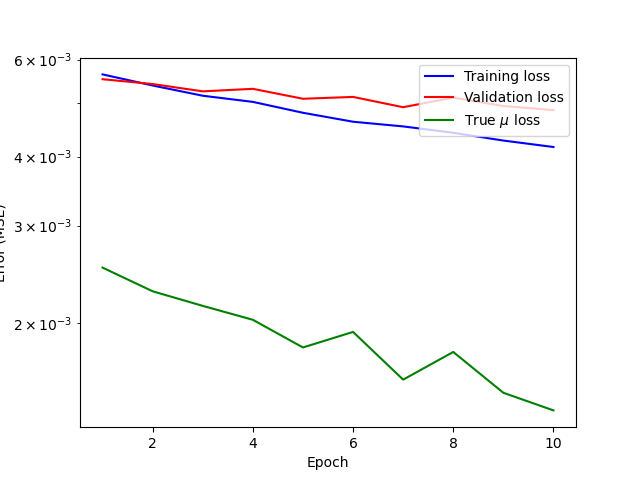 6 × 10⁻³
4 × 10⁻³
3 × 10⁻³
2 × 10⁻³
Error (MSE)
2
4
6
8
10
Epoch
Training loss
Validation loss
True μ loss